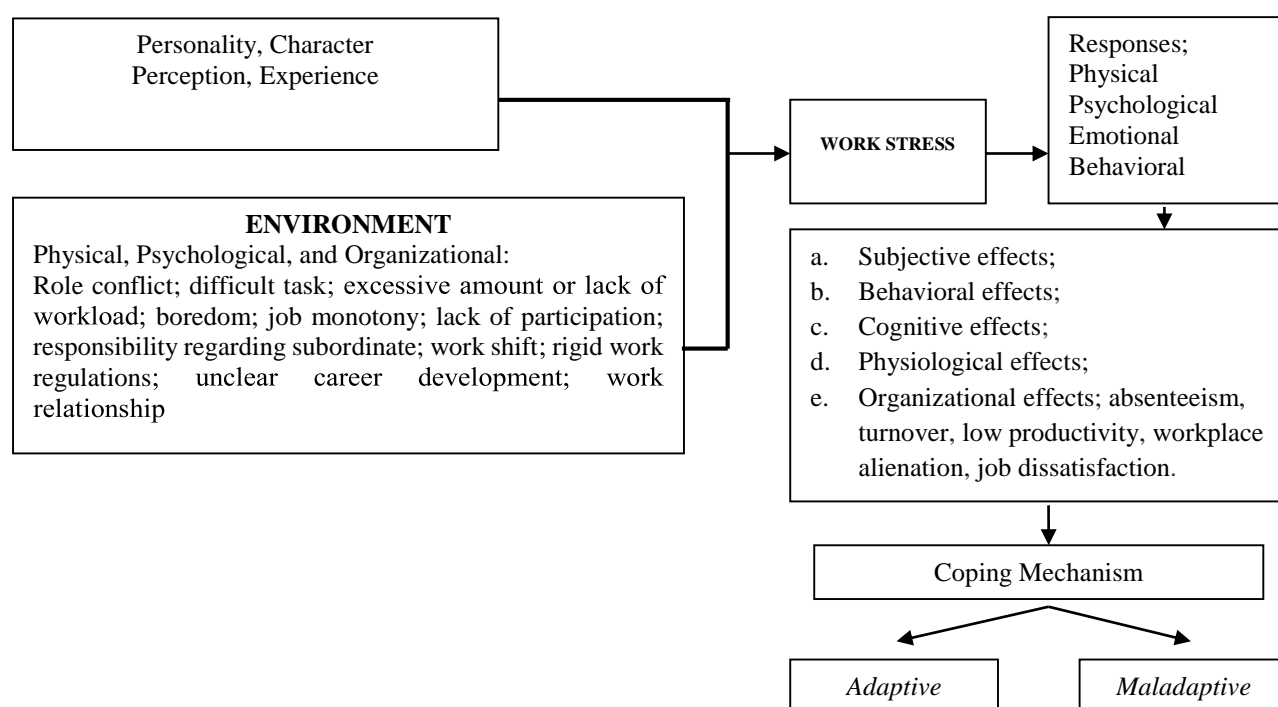 Personality, Character
Perception, Experience
ENVIRONMENT
Physical, Psychological, and Organizational:
Role conflict; difficult task; excessive amount or lack of
workload; boredom; job monotony; lack of participation;
responsibility regarding subordinate; work shift; rigid work
regulations; unclear career development; work
relationship
WORK STRESS
Responses;
Physical
Psychological
Emotional
Behavioral
a. Subjective effects;
b. Behavioral effects;
c. Cognitive effects;
d. Physiological effects;
e. Organizational effects; absenteeism,
turnover, low productivity, workplace
alienation, job dissatisfaction.
Coping Mechanism
Adaptive
Maladaptive